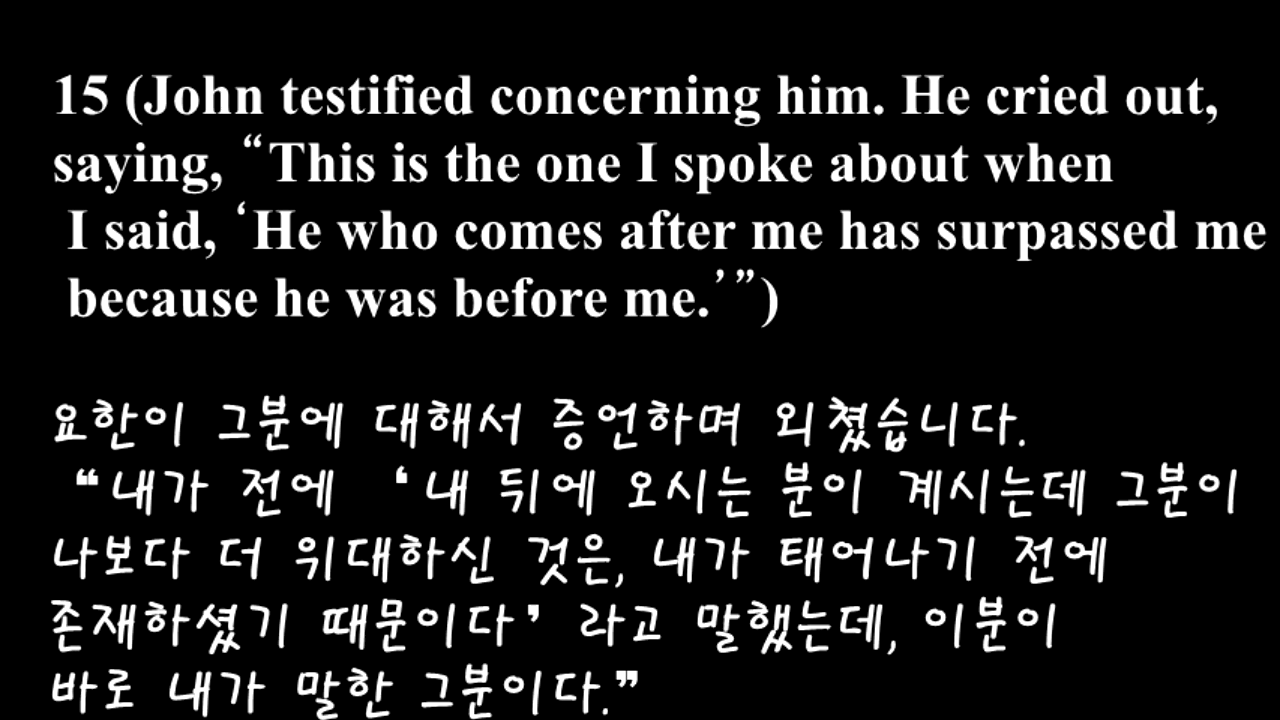 15 (John testified concerning him. He cried out,
saying, “This is the one I spoke about when
I said, ‘He who comes after me has surpassed me
because he was before me.’”)
요한이 그분에 대해서 증언하며 외쳤습니다.
“내가 전에 ‘내 뒤에 오시는 분이 계시는데 그분이
나보다 더 위대하신 것은, 내가 태어나기 전에
존재하셨기 때문이다’ 라고 말했는데, 이분이
바로 내가 말한 그분이다.”